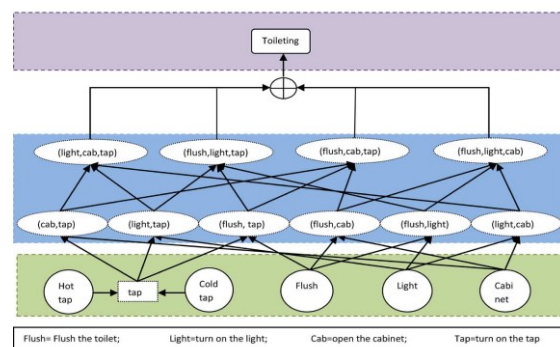 Toileting
(light,cab,tap)
(flush,light,tap)
(flush,cab,tap)
(flush,light,cab)
(cab,tap)
(light,tap)
(flush, tap)
(flush,cab)
(flush,light)
(light,cab)
Hot
tap
tap
Cold
tap
Flush
Light
Cabi
net
Flush= Flush the toilet; Light=turn on the light; Cab=open the cabinet; Tap=turn on the tap